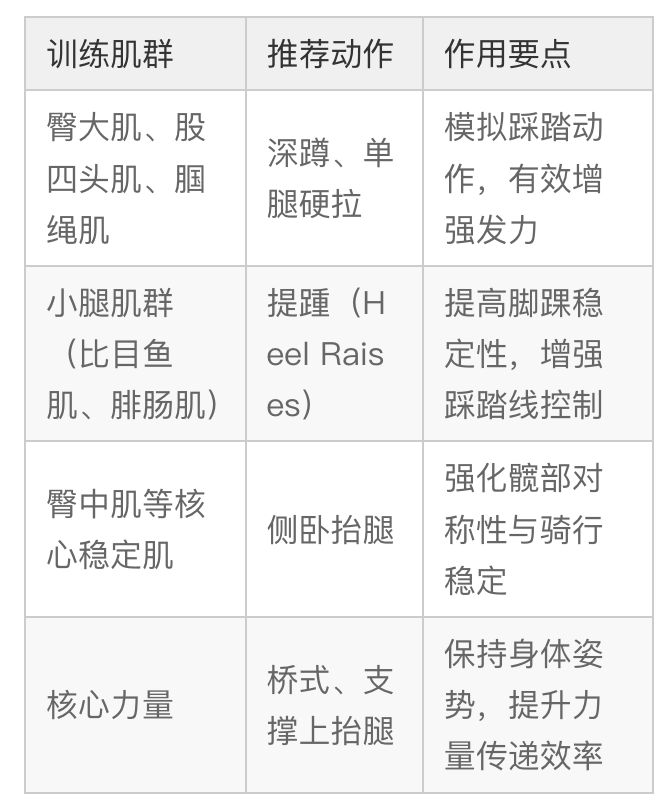 训练肌群
推荐动作
作用要点
臀大肌、股
四头肌、腘
绳肌
深蹲、单
腿硬拉
模拟踩踏动
作，有效增
强发力
小腿肌群
（比目鱼
肌、腓肠肌）
提踵（H
eel Rais
es）
提高脚踝稳
定性，增强
踩踏线控制
臀中肌等核
心稳定肌
侧卧抬腿
强化髋部对
称性与骑行
稳定
核心力量
桥式、支
撑上抬腿
保持身体姿
势，提升力
量传递效率